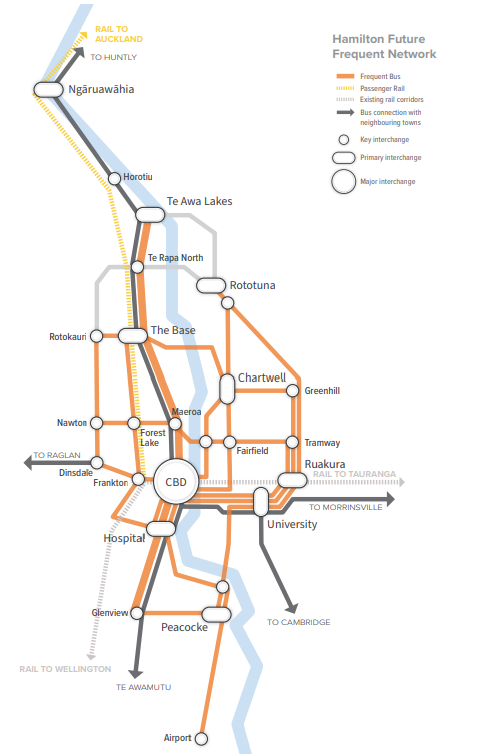 RAIL TO
AUCKLAND
TO HUNTLY
Ngāruawāhia
Hamilton Future
Frequent Network
Frequent Bus
Passenger Rail
Existing rail corridors
Bus connection with
neighbouring towns
Key interchange
Primary interchange
Major interchange
Horotiu
Te Awa Lakes
Te Rapa North
Rototuna
Rotokauri
The Base
Chartwell
Greenhill
Maeroa
Nawton
Forest
Lake
Fairfield
Tramway
TO RAGLAN
Dinsdale
Frankton
CBD
Ruakura
RAIL TO TAURANGA
TO MORRINSVILLE
University
Hospital
Glenview
Peacocke
TO CAMBRIDGE
RAIL TO WELLINGTON
TE AWAMUTU
Airport